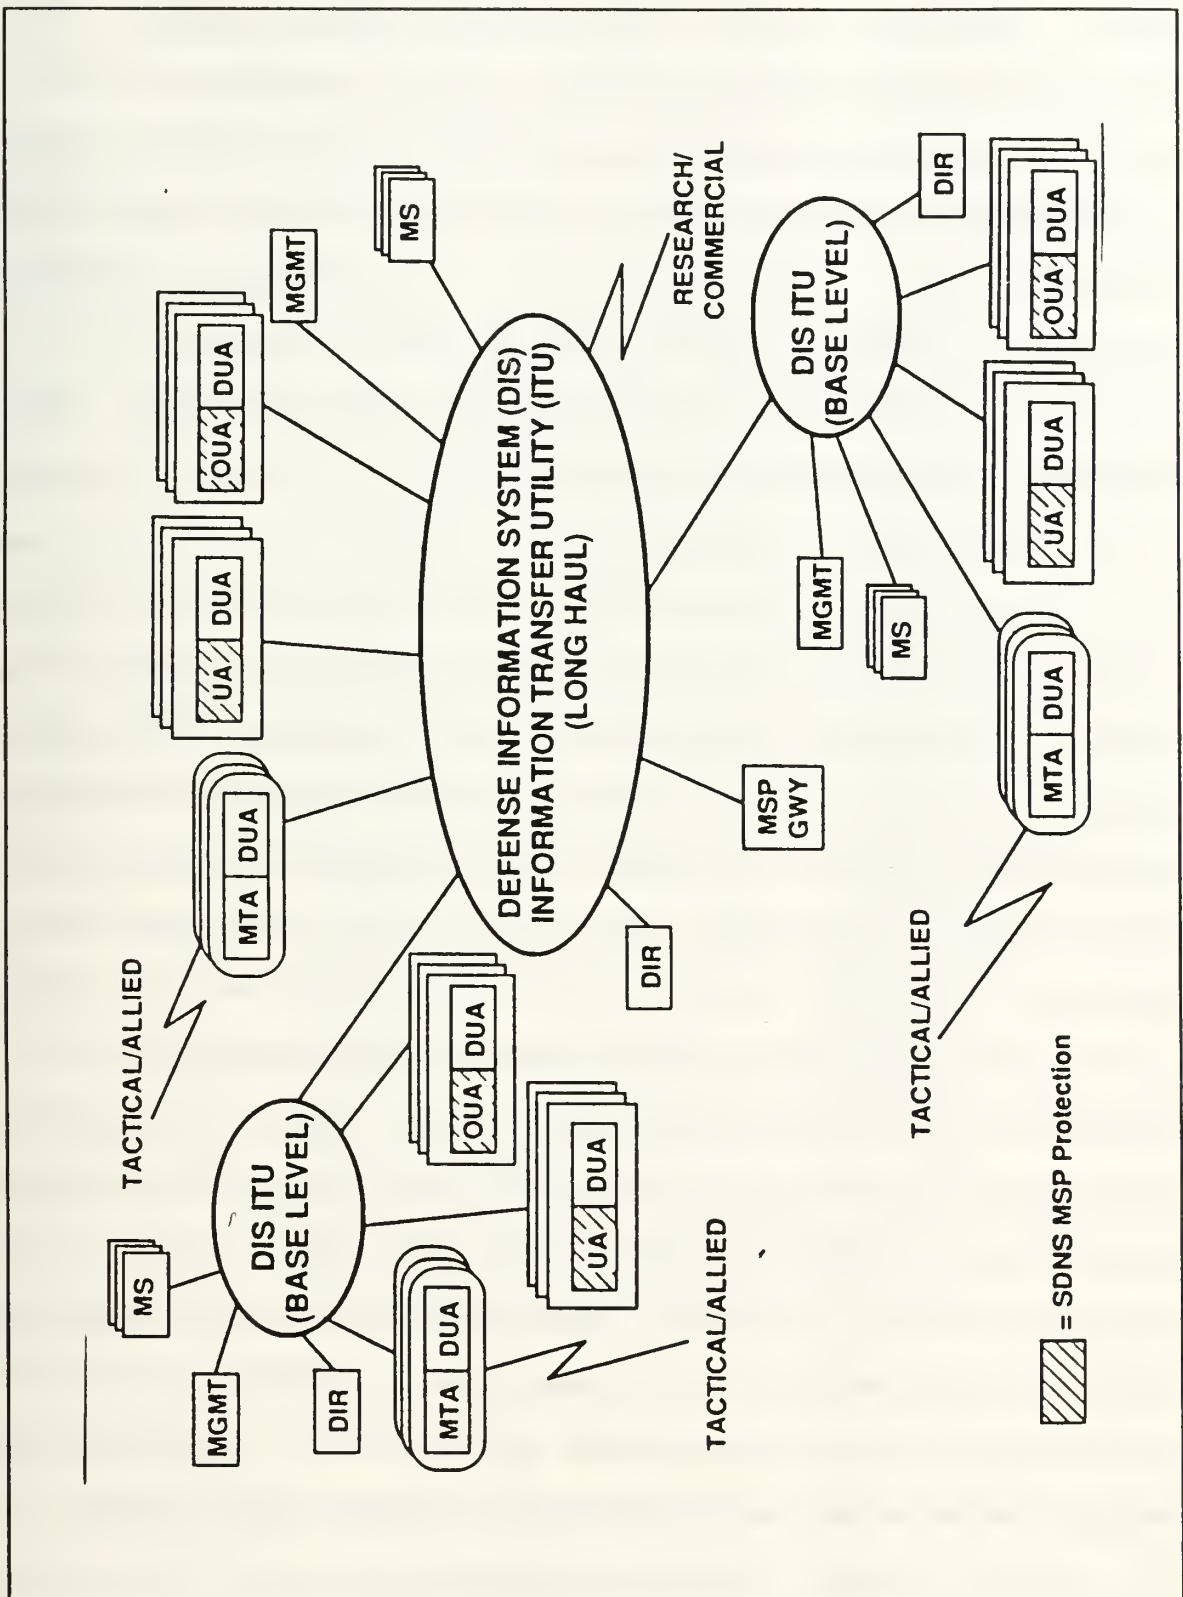 TACTICAL/ALLIED
MS
UA DUA
OUA DUA
MGMT
MTA DUA
MGMT
DIS ITU
(BASE LEVEL)
DIR
MS
MTA DUA
OUA DUA
DEFENSE INFORMATION SYSTEM (DIS)
INFORMATION TRANSFER UTILITY (ITU)
(LONG HAUL)
UA DUA
DIR
RESEARCH/
COMMERCIAL
TACTICAL/ALLIED
MSP
GWY
DIS ITU
(BASE LEVEL)
MGMT
MS
TACTICAL/ALLIED
DIR
MTA DUA
UA DUA
OUA DUA
= SDNS MSP Protection